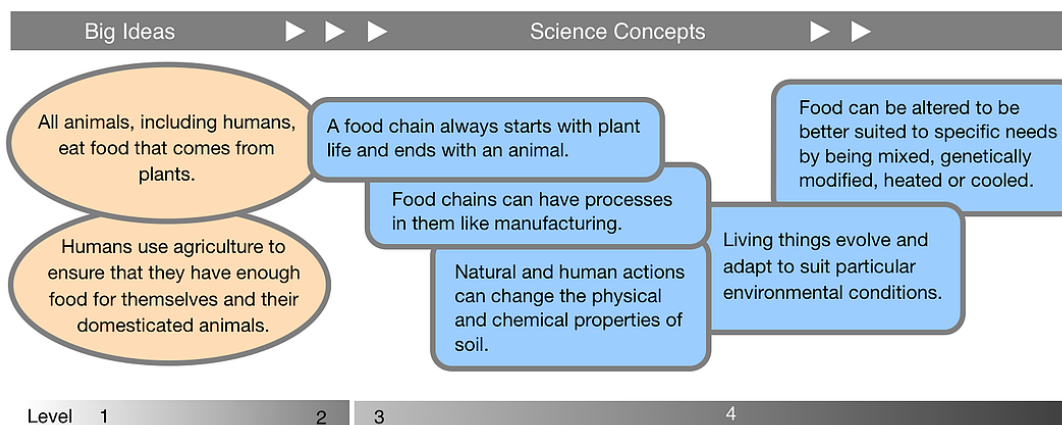 Big Ideas
Science Concepts
All animals, including humans,
eat food that comes from
plants.
Humans use agriculture to
ensure that they have enough
food for themselves and their
domesticated animals.
A food chain always starts with plant
life and ends with an animal.
Food chains can have processes
in them like manufacturing.
Natural and human actions
can change the physical
and chemical properties of
soil.
Food can be altered to be
better suited to specific needs
by being mixed, genetically
modified, heated or cooled.
Living things evolve and
adapt to suit particular
environmental conditions.
Level 1 2 3 4